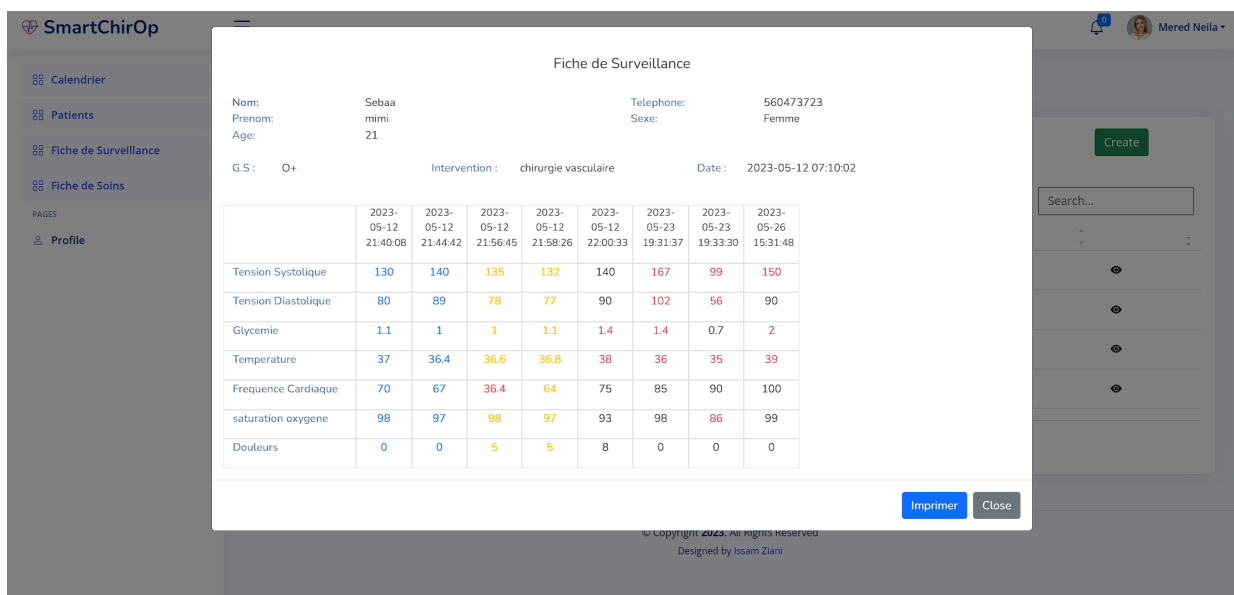 SmartChirOp
0
Mered Neila
Calendrier
Patients
Fiche de Surveillance
Fiche de Soins
PAGES
Profile
Fiche de Surveillance
Nom: Sebaa Telephone: 560473723
Prenom: mimi Sexe: Femme
Age: 21
G.S : O+ Intervention : chirurgie vasculaire Date : 2023-05-12 07:10:02
2023- 2023- 2023- 2023- 2023- 2023- 2023- 2023-
05-12 05-12 05-12 05-12 05-12 05-23 05-23 05-26
21:40:08 21:44:42 21:56:45 21:58:26 22:00:33 19:31:37 19:33:30 15:31:48
Tension Systolique 130 140 135 132 140 167 99 150
Tension Diastolique 80 89 78 77 90 102 56 90
Glycemie 1.1 1 1 1.1 1.4 1.4 0.7 2
Temperature 37 36.4 36.6 36.8 38 36 35 39
Frequence Cardiaque 70 67 36.4 64 75 85 90 100
saturation oxygene 98 97 98 97 93 98 86 99
Douleurs 0 0 5 5 8 0 0 0
Imprimer Close
Create
Search...
© Copyright 2023. All Rights Reserved
Designed by Issam Ziani